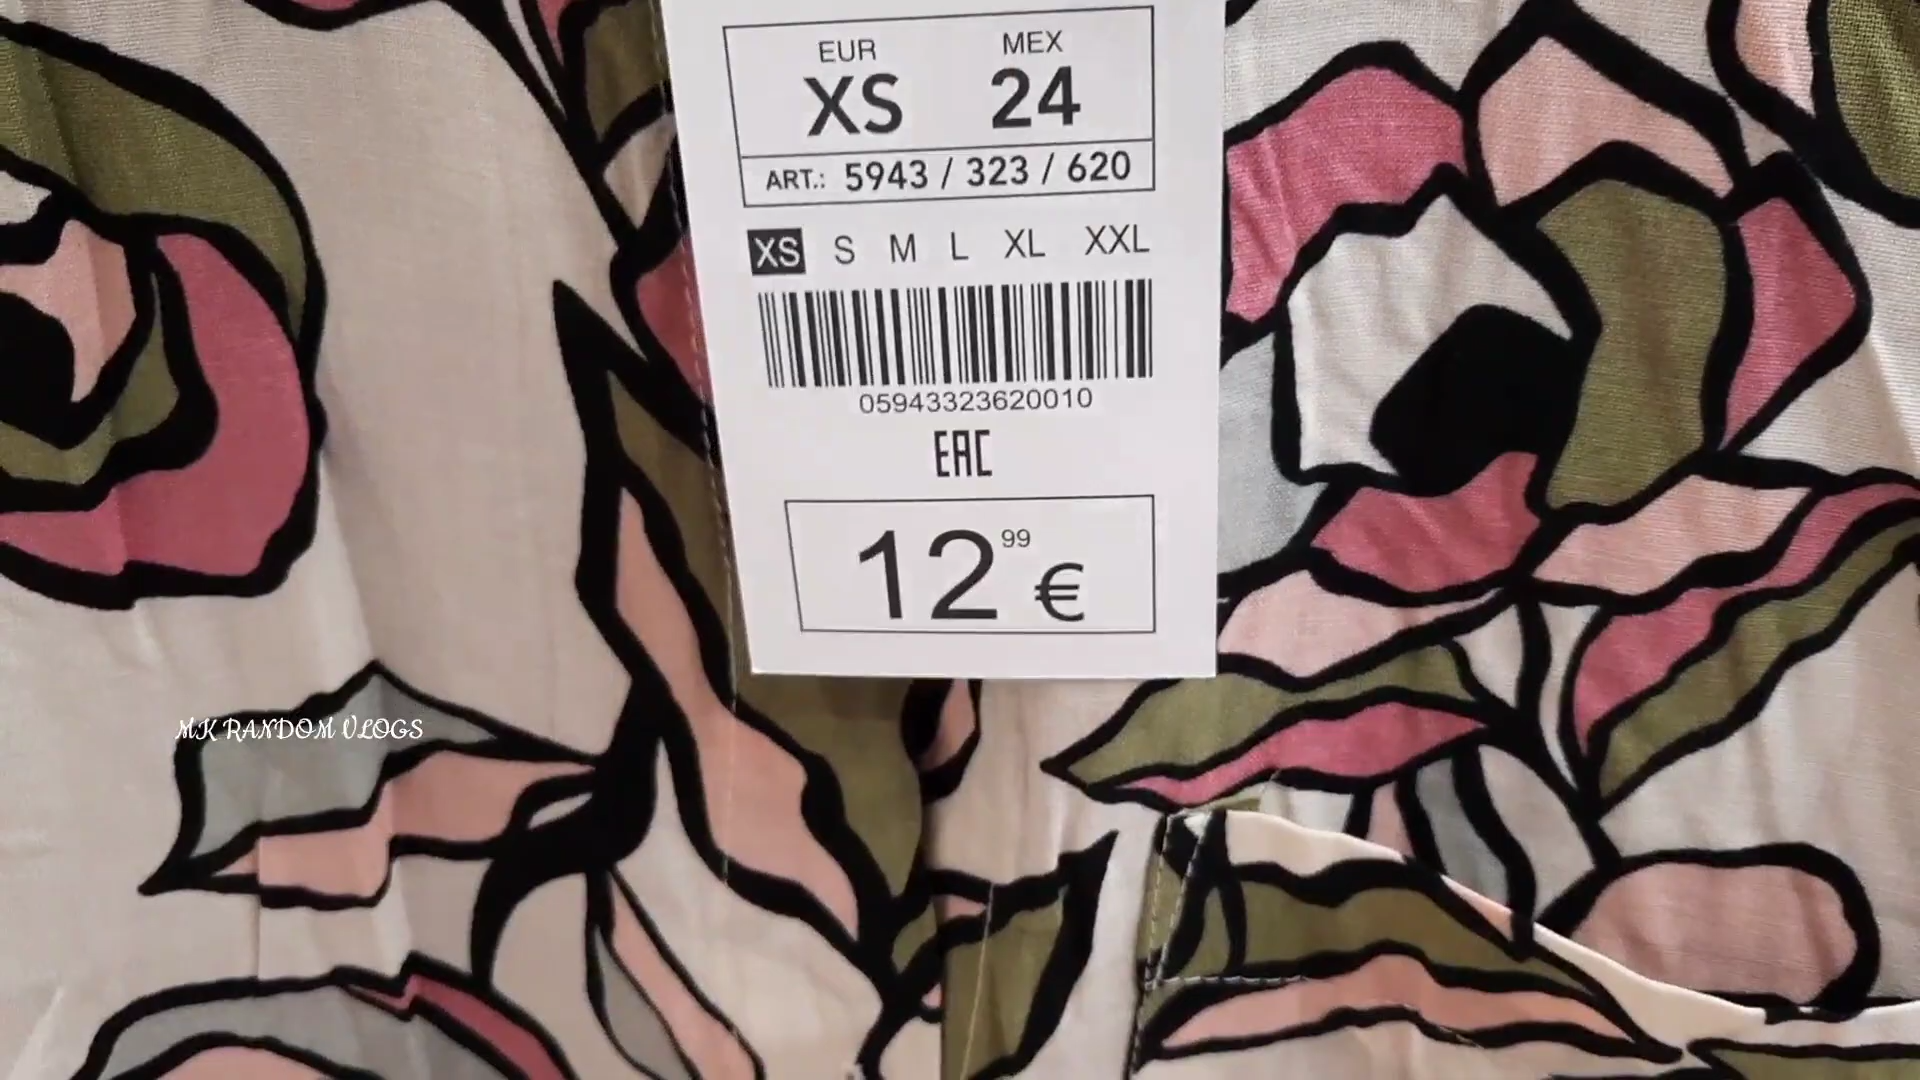 EUR MEX
XS 24
ART.: 5943 / 323 / 620
XS S M L XL XXL
05943323620010
EAC
12 99 €
MK RANDOM VLOGS